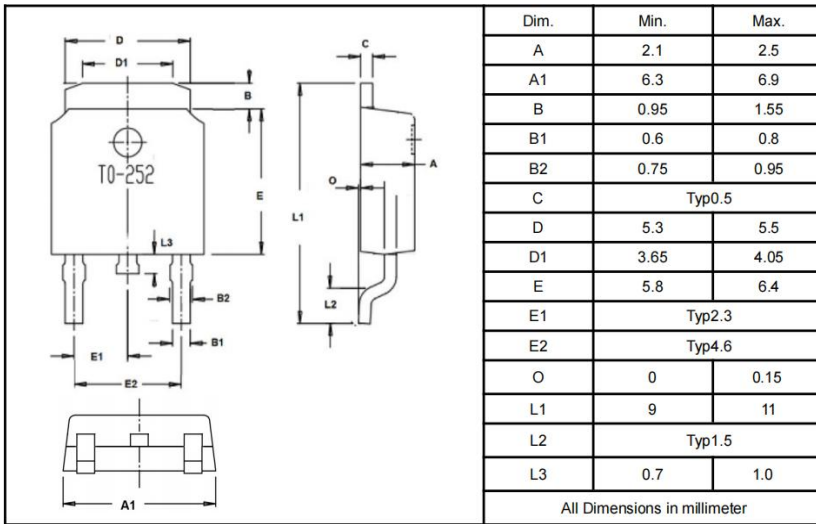 D
D1
B
TO-252
E
L3
B2
B1
E1
E2
A1
C
A
O
L1
L2
Dim. Min. Max.
A 2.1 2.5
A1 6.3 6.9
B 0.95 1.55
B1 0.6 0.8
B2 0.75 0.95
C Typ0.5
D 5.3 5.5
D1 3.65 4.05
E 5.8 6.4
E1 Typ2.3
E2 Typ4.6
O 0 0.15
L1 9 11
L2 Typ1.5
L3 0.7 1.0
All Dimensions in millimeter